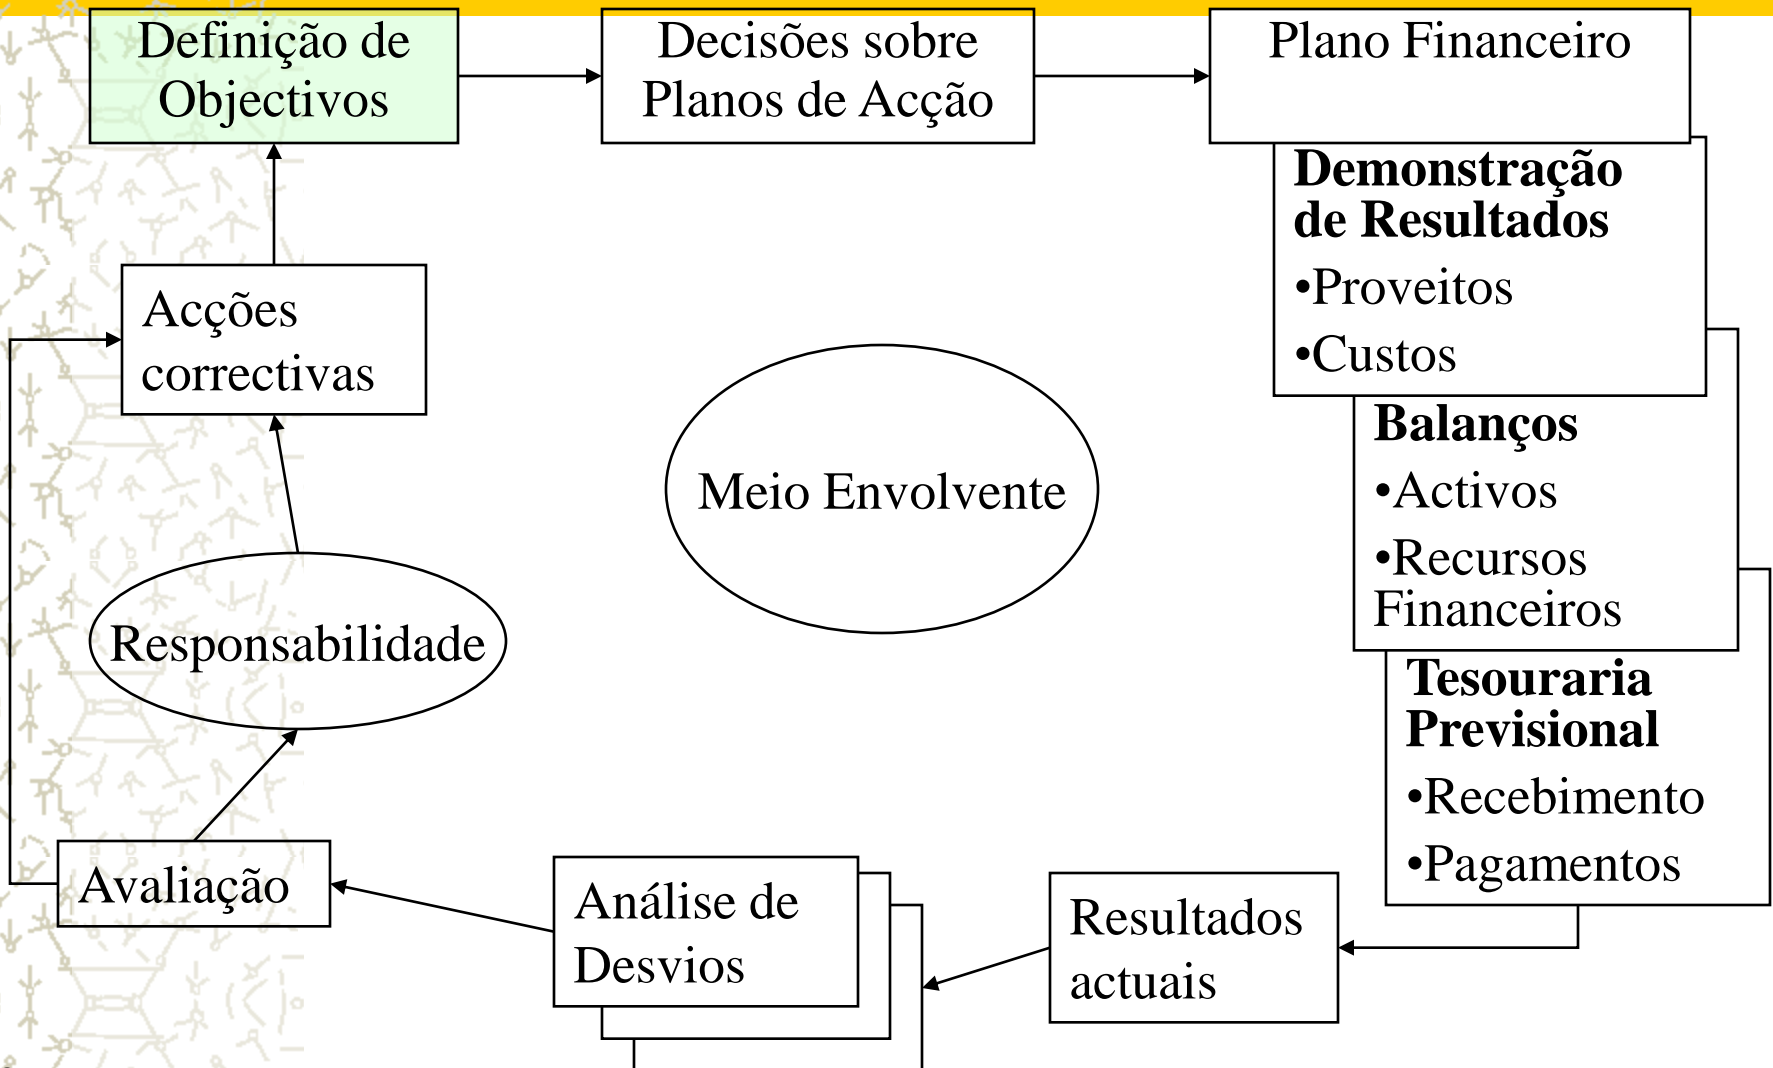 Definição de
Objectivos
Decisões sobre
Planos de Acção
Plano Financeiro
Demonstração
de Resultados
•Proveitos
•Custos
Balanços
•Activos
•Recursos
Financeiros
Tesouraria
Previsional
•Recebimento
•Pagamentos
Acções
correctivas
Meio Envolvente
Responsabilidade
Avaliação
Análise de
Desvios
Resultados
actuais